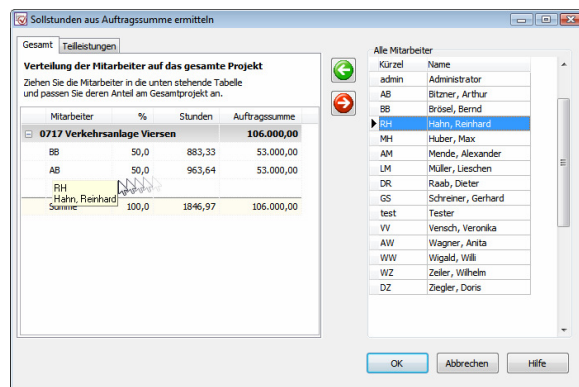 Sollstunden aus Auftragssumme ermitteln
Gesamt Teilleistungen
Verteilung der Mitarbeiter auf das gesamte Projekt
Ziehen Sie die Mitarbeiter in die unten stehende Tabelle
und passen Sie deren Anteil am Gesamtprojekt an.
Mitarbeiter % Stunden Auftragssumme
0717 Verkehrsanlage Viersen 106.000,00
BB 50,0 883,33 53.000,00
AB 50,0 963,64 53.000,00
RH
Hahn, Reinhard
Summe 100,0 1846,97 106.000,00
Alle Mitarbeiter
Kürzel Name
admin Administrator
AB Bitzner, Arthur
BB Brösel, Bernd
RH Hahn, Reinhard
MH Huber, Max
AM Mende, Alexander
LM Müller, Lieschen
DR Raab, Dieter
GS Schreiner, Gerhard
test Tester
VV Vensch, Veronika
AW Wagner, Anita
WW Wigald, Willi
WZ Zeiler, Wilhelm
DZ Ziegler, Doris
OK Abbrechen Hilfe